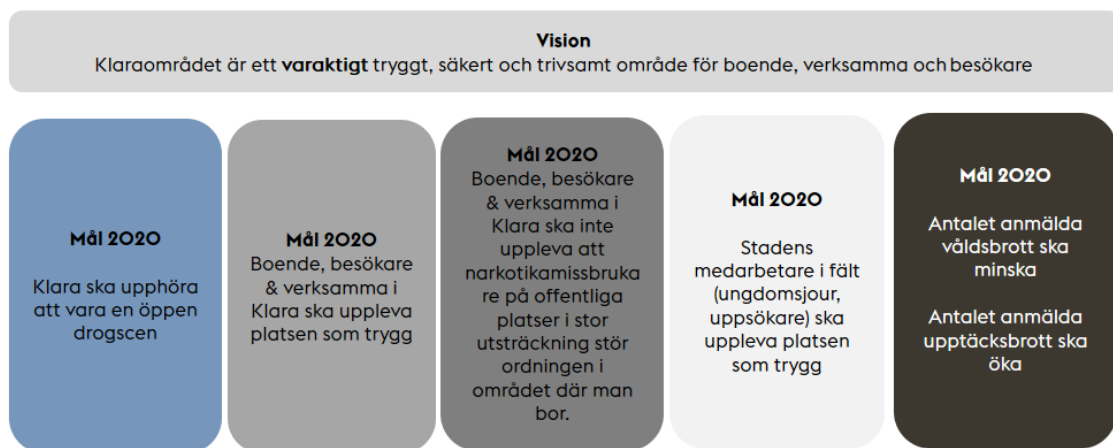 Vision
Klaraområdet är ett varaktigt tryggt, säkert och trivsamt område för boende, verksamma och besökare
Mål 2020
Klara ska upphöra
att vara en öppen
drogscen
Mål 2020
Boende, besökare
& verksamma i
Klara ska uppleva
platsen som trygg
Mål 2020
Boende, besökare
& verksamma i
Klara ska inte
uppleva att
narkotikamissbruka
re på offentliga
platser i stor
utsträckning stör
ordningen i
området där man
bor.
Mål 2020
Stadens
medarbetare i fält
(ungdomsjour,
uppsökare) ska
uppleva platsen
som trygg
Mål 2020
Antalet anmälda
våldsbrott ska
minska
Antalet anmälda
upptäcksbrott ska
öka